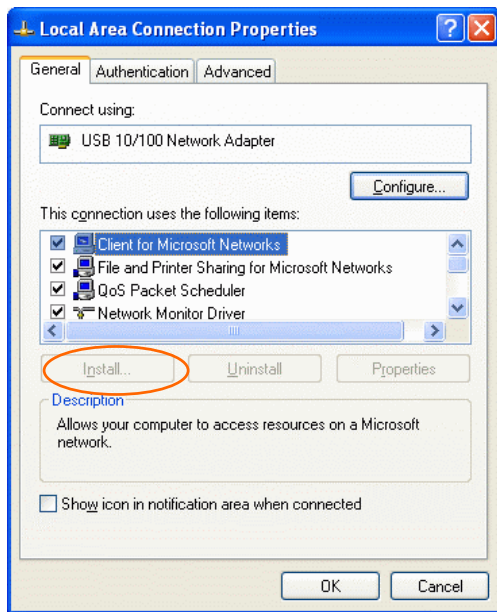 Local Area Connection Properties
General Authentication Advanced
Connect using:
USB 10/100 Network Adapter
Configure...
This connection uses the following items:
Client for Microsoft Networks
File and Printer Sharing for Microsoft Networks
QoS Packet Scheduler
Network Monitor Driver
Install... Uninstall Properties
Description
Allows your computer to access resources on a Microsoft
network.
Show icon in notification area when connected
OK Cancel